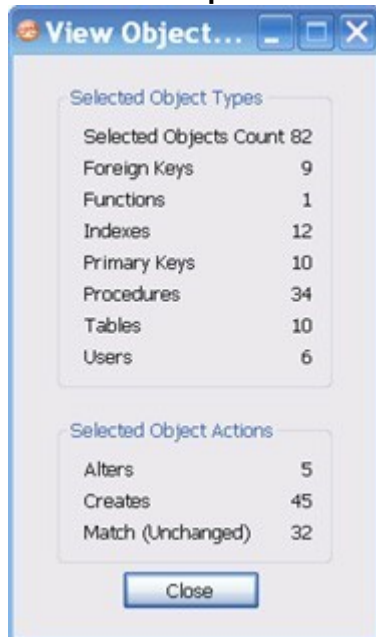 View Object...
Selected Object Types
Selected Objects Count 82
Foreign Keys 9
Functions 1
Indexes 12
Primary Keys 10
Procedures 34
Tables 10
Users 6
Selected Object Actions
Alters 5
Creates 45
Match (Unchanged) 32
Close